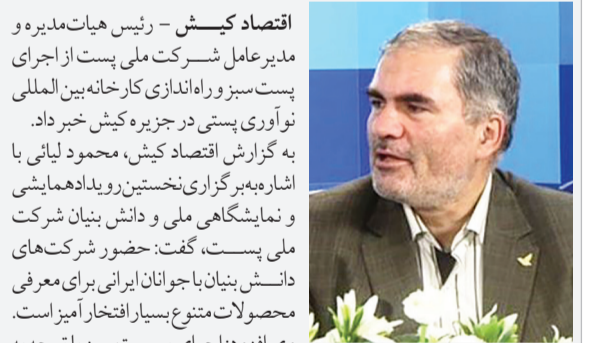 اقتصاد کیش - رئیس هیات‌مدیره و
مدیرعامل شرکت ملی پست از اجرای
پست سبز و راه‌اندازی کارخانه بین المللی
نوآوری پستی در جزیره کیش خبر داد.
به گزارش اقتصاد کیش، محمود لیائی با
اشاره به برگزاری نخستین رویداد همایشی
و نمایشگاهی ملی و دانش بنیان شرکت
ملی پست، گفت: حضور شرکت‌های
دانش بنیان با جوانان ایرانی برای معرفی
محصولات متنوع بسیار افتخارآمیز است.